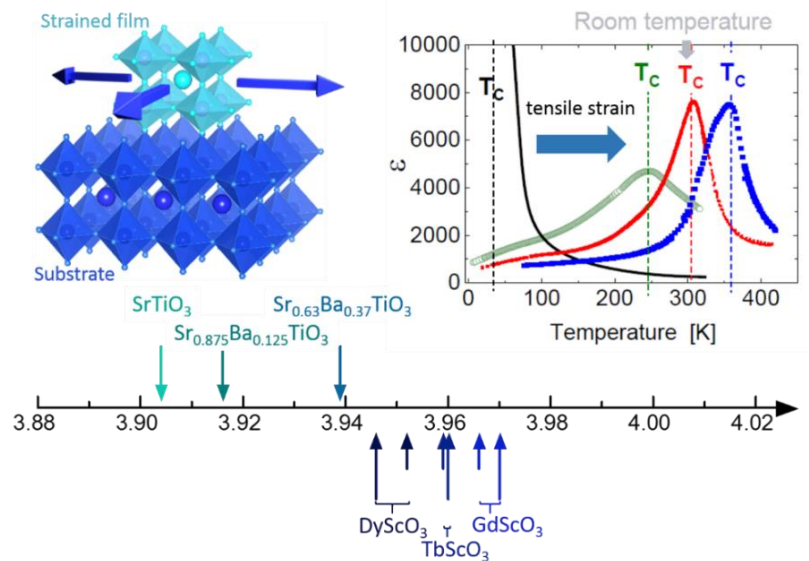 Strained film
Substrate
Room temperature
10000
8000
6000
4000
2000
0
ε
T_C
T_C
T_C
T_C
tensile strain
0 100 200 300 400
Temperature [K]
SrTiO₃
Sr₀.₆₃Ba₀.₃₇TiO₃
Sr₀.₈₇₅Ba₀.₁₂₅TiO₃
3.88 3.90 3.92 3.94 3.96 3.98 4.00 4.02
DyScO₃
GdScO₃
TbScO₃